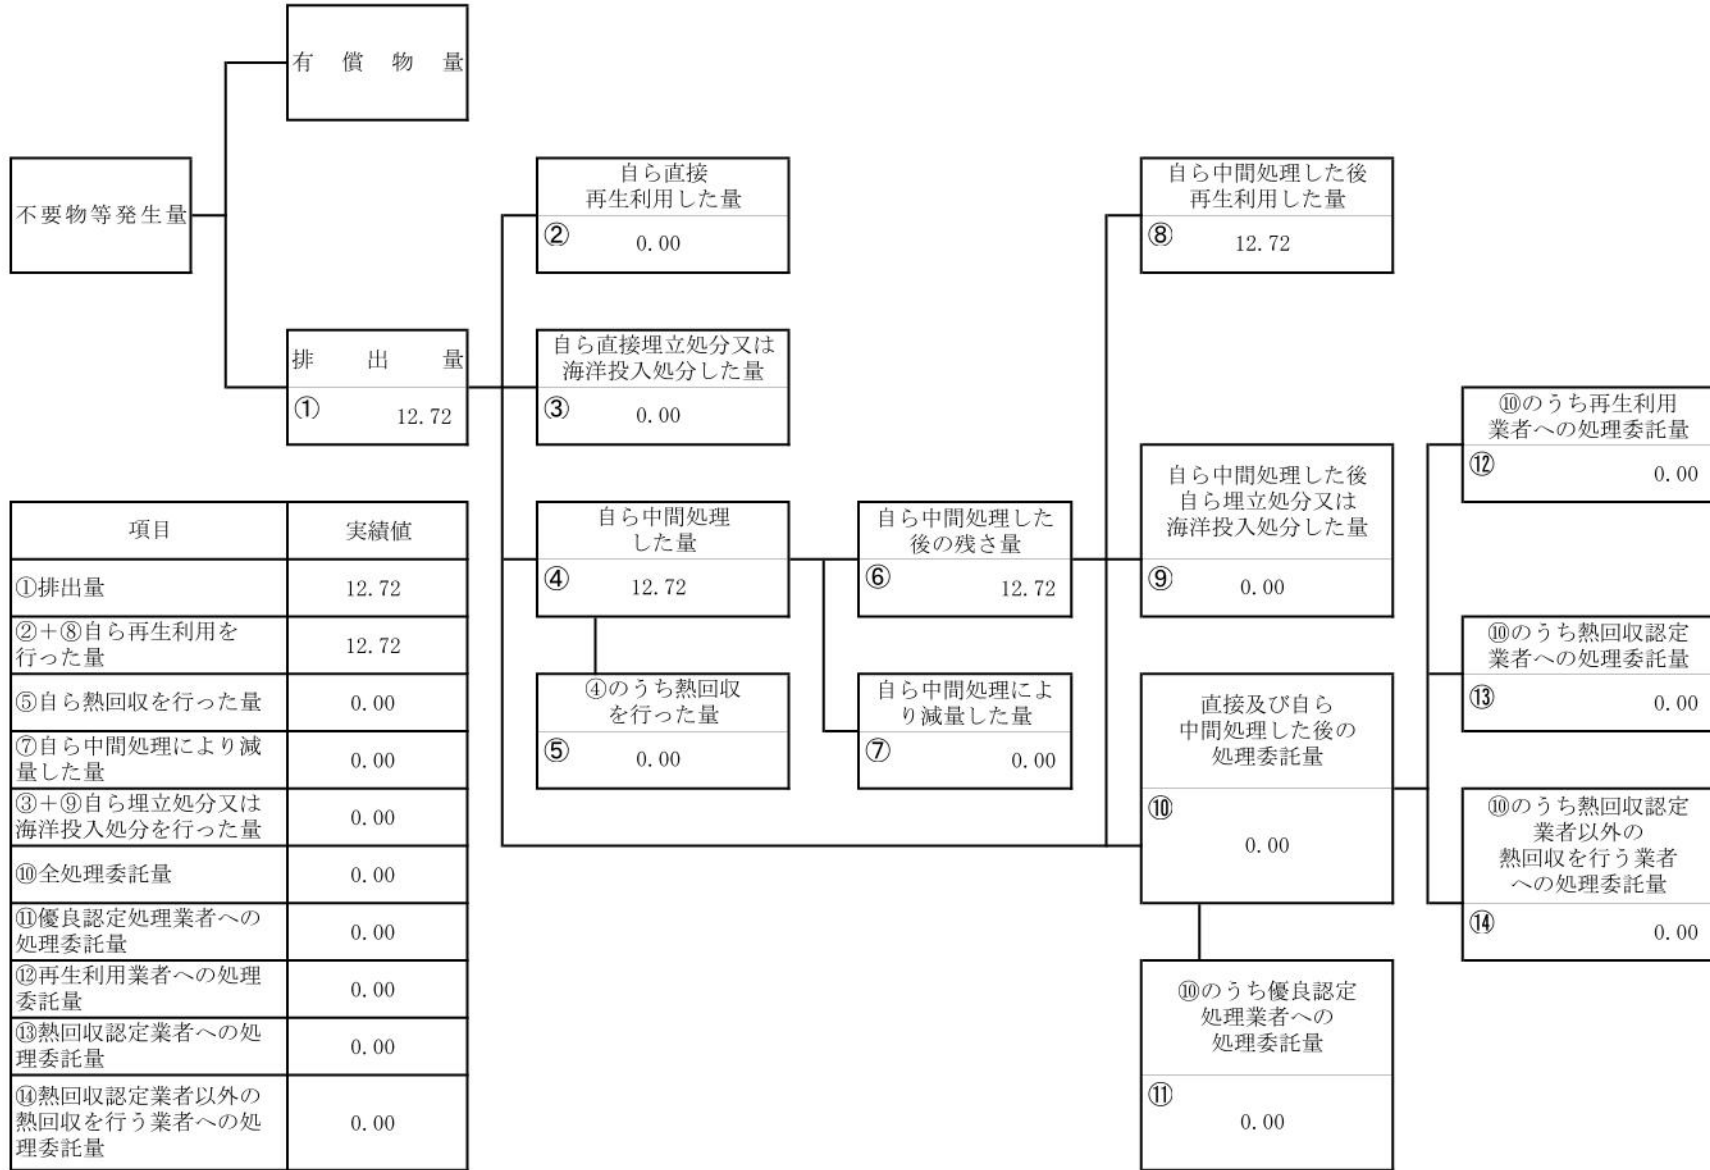 有償物量
不要物等発生量
自ら直接
再生利用した量
② 0.00
自ら中間処理した後
再生利用した量
⑧ 12.72
排出量
① 12.72
自ら直接埋立処分又は
海洋投入処分した量
③ 0.00
⑩のうち再生利用
業者への処理委託量
⑫ 0.00
自ら中間処理した後
自ら埋立処分又は
海洋投入処分した量
⑨ 0.00
自ら中間処理
した量
④ 12.72
自ら中間処理した
後の残さ量
⑥ 12.72
④のうち熱回収
を行った量
⑤ 0.00
自ら中間処理によ
り減量した量
⑦ 0.00
直接及び自ら
中間処理した後の
処理委託量
⑩ 0.00
⑩のうち熱回収認定
業者への処理委託量
⑬ 0.00
⑩のうち熱回収認定
業者以外の
熱回収を行う業者
への処理委託量
⑭ 0.00
⑩のうち優良認定
処理業者への
処理委託量
⑪ 0.00
項目 実績値
①排出量 12.72
②+⑧自ら再生利用を
行った量 12.72
⑤自ら熱回収を行った量 0.00
⑦自ら中間処理により減
量した量 0.00
③+⑨自ら埋立処分又は
海洋投入処分を行った量 0.00
⑩全処理委託量 0.00
⑪優良認定処理業者への
処理委託量 0.00
⑫再生利用業者への処理
委託量 0.00
⑬熱回収認定業者への処
理委託量 0.00
⑭熱回収認定業者以外の
熱回収を行う業者への処
理委託量 0.00